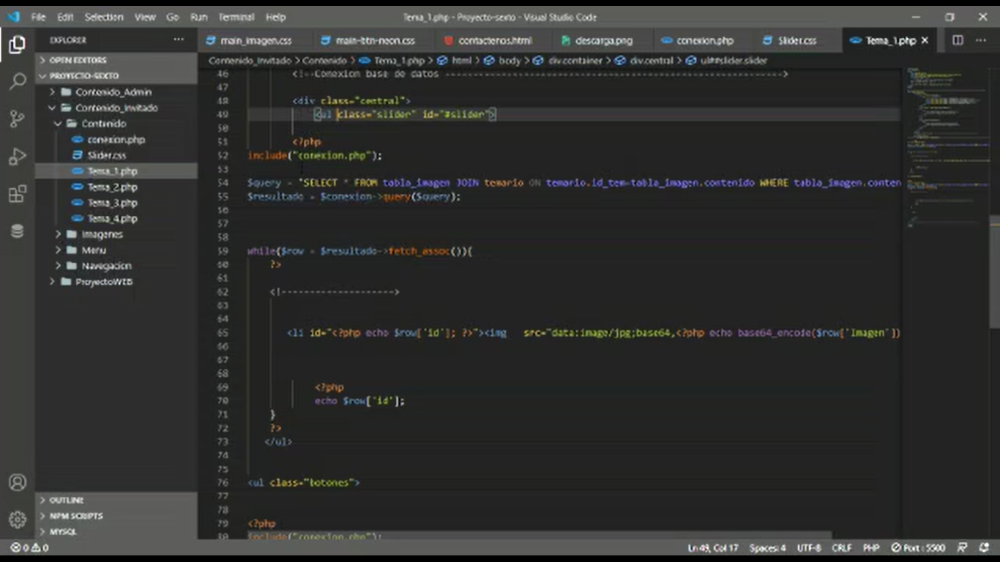 File Edit Selection View Go Run Terminal Help
Tema_1.php - Proyecto-sexto - Visual Studio Code
EXPLORER ...
main_imagen.css main-btn-neon.css contactenos.html descarga.png conexion.php Slider.css Tema_1.php
OPEN EDITORS
PROYECTO-SEXTO
Contenido_Admin
Contenido_Invitado
Contenido
conexion.php
Slider.css
Tema_1.php
Tema_2.php
Tema_3.php
Tema_4.php
Imagenes
Menu
Navegacion
ProyectoWEB
OUTLINE
NPM SCRIPTS
MYSQL
Contenido_Invitado > Contenido > Tema_1.php > html > body > div.container > div.central > ul##slider.slider
46 <!--Conexion base de datos ------------------------------------------------------------>
47
48 <div class="central">
49 <ul class="slider" id="#slider">
50
51 <?php
52 include("conexion.php");
53
54 $query = "SELECT * FROM tabla_imagen JOIN temario ON temario.id_tem=tabla_imagen.contenido WHERE tabla_imagen.conten
55 $resultado = $conexion->query($query);
56
57
58
59 while($row = $resultado->fetch_assoc()){
60 ?>
61
62 <!-------------------->
63
64
65 <li id="<?php echo $row['id']; ?>"><img src="data:image/jpg;base64,<?php echo base64_encode($row['Imagen'])
66
67
68
69 <?php
70 echo $row['id'];
71 }
72 ?>
73 </ul>
74
75
76 <ul class="botones">
77
78
79 <?php
80 include("conexion.php");
0 0 Ln 49, Col 17 Spaces: 4 UTF-8 CRLF PHP Port : 5500